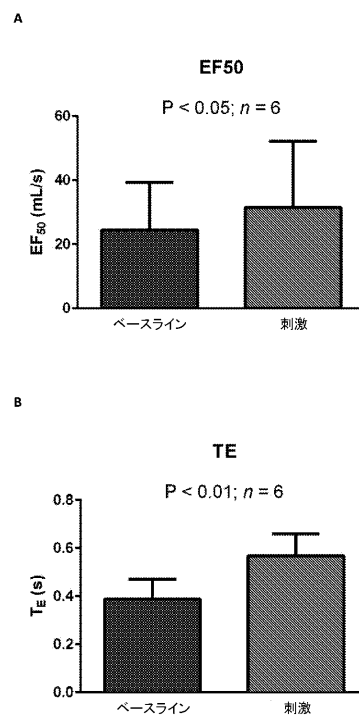 A
EF50
P < 0.05; n = 6
60
40
20
0
EF50 (mL/s)
ベースライン
刺激
B
TE
P < 0.01; n = 6
0.8
0.6
0.4
0.2
0.0
TE (s)
ベースライン
刺激